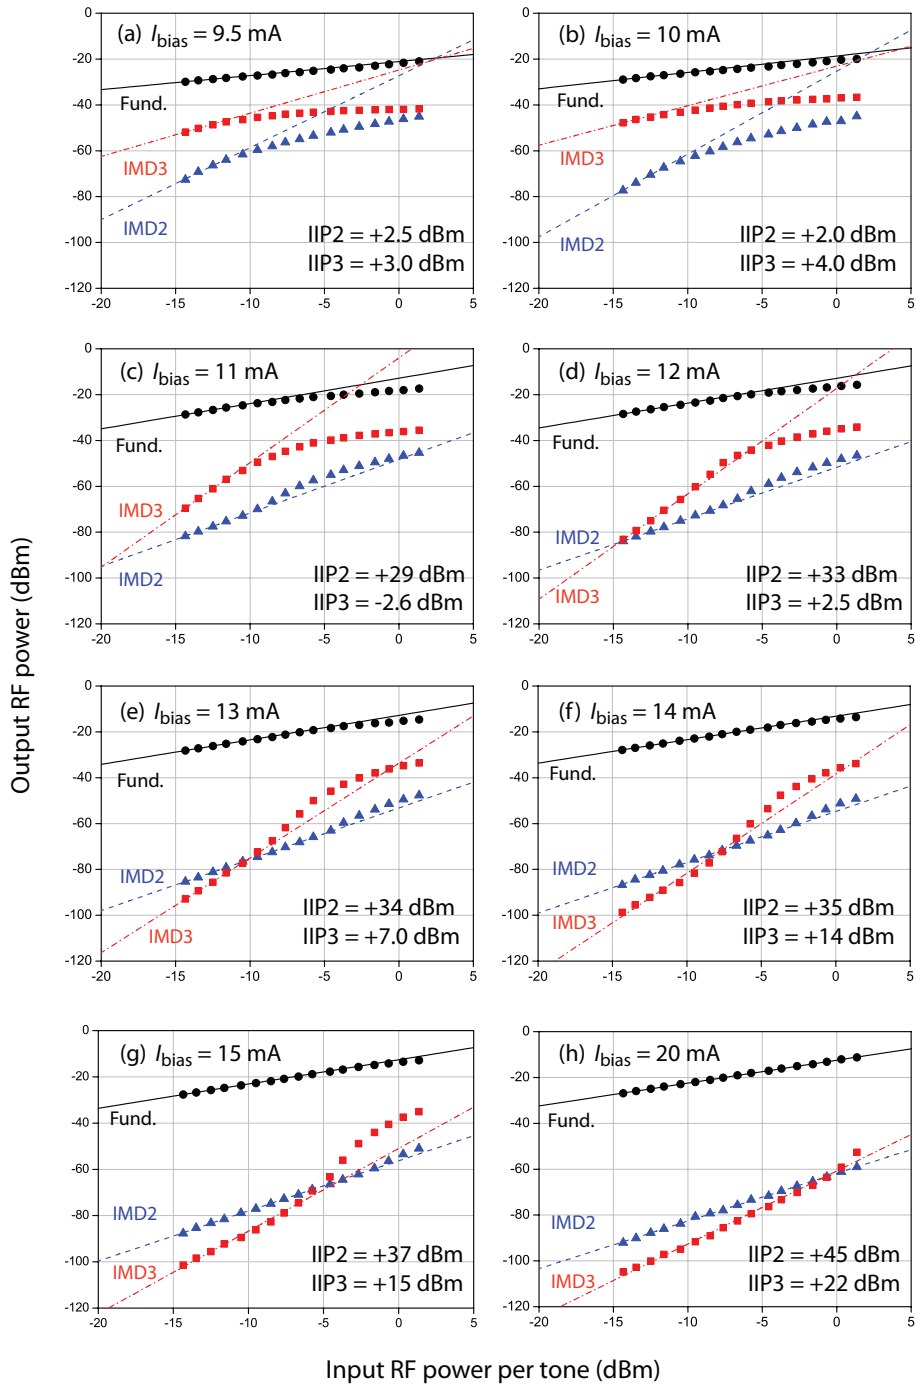 Output RF power (dBm)
(a) Ibias = 9.5 mA
0
-20
-40
-60
-80
-100
-120
Fund.
IMD3
IMD2
IIP2 = +2.5 dBm
IIP3 = +3.0 dBm
-20 -15 -10 -5 0 5
(b) Ibias = 10 mA
0
-20
-40
-60
-80
-100
-120
Fund.
IMD3
IMD2
IIP2 = +2.0 dBm
IIP3 = +4.0 dBm
-20 -15 -10 -5 0 5
(c) Ibias = 11 mA
0
-20
-40
-60
-80
-100
-120
Fund.
IMD3
IMD2
IIP2 = +29 dBm
IIP3 = -2.6 dBm
-20 -15 -10 -5 0 5
(d) Ibias = 12 mA
0
-20
-40
-60
-80
-100
-120
Fund.
IMD2
IMD3
IIP2 = +33 dBm
IIP3 = +2.5 dBm
-20 -15 -10 -5 0 5
(e) Ibias = 13 mA
0
-20
-40
-60
-80
-100
-120
Fund.
IMD2
IMD3
IIP2 = +34 dBm
IIP3 = +7.0 dBm
-20 -15 -10 -5 0 5
(f) Ibias = 14 mA
0
-20
-40
-60
-80
-100
-120
Fund.
IMD2
IMD3
IIP2 = +35 dBm
IIP3 = +14 dBm
-20 -15 -10 -5 0 5
(g) Ibias = 15 mA
0
-20
-40
-60
-80
-100
-120
Fund.
IMD2
IMD3
IIP2 = +37 dBm
IIP3 = +15 dBm
-20 -15 -10 -5 0 5
(h) Ibias = 20 mA
0
-20
-40
-60
-80
-100
-120
Fund.
IMD2
IMD3
IIP2 = +45 dBm
IIP3 = +22 dBm
-20 -15 -10 -5 0 5
Input RF power per tone (dBm)